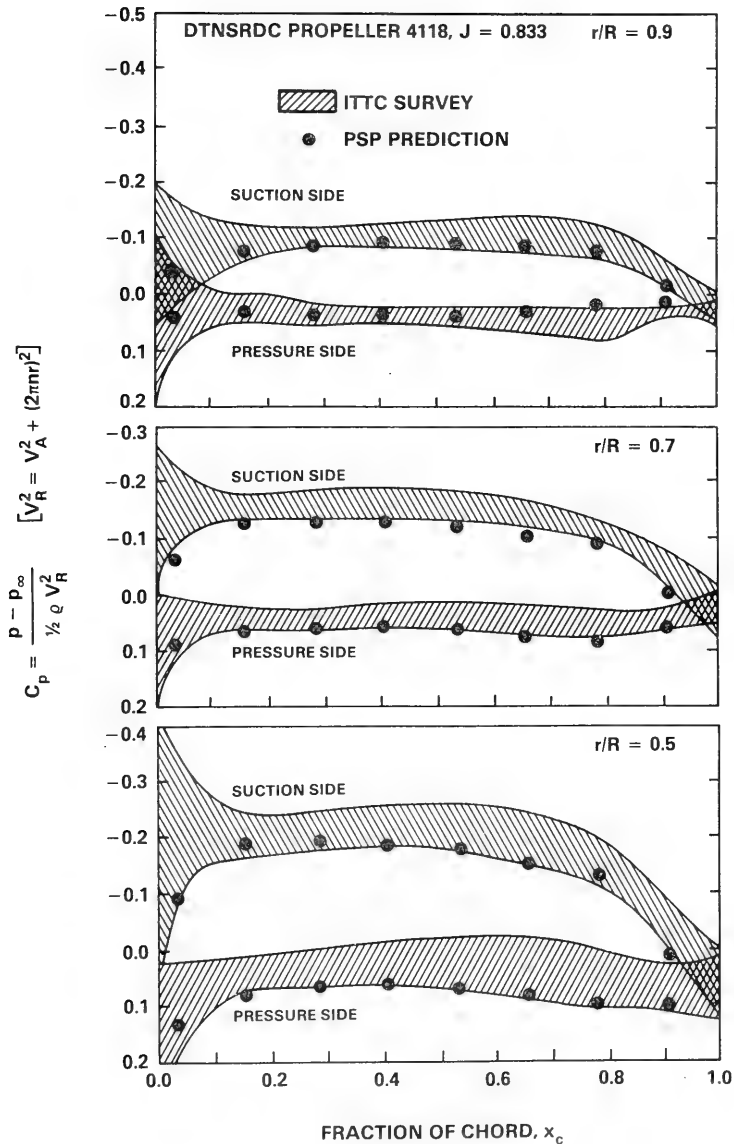 DTNSRDC PROPELLER 4118, J = 0.833 r/R = 0.9
ITTC SURVEY
PSP PREDICTION
SUCTION SIDE
PRESSURE SIDE
−0.5
−0.4
−0.3
−0.2
−0.1
0.0
0.1
0.2
r/R = 0.7
SUCTION SIDE
PRESSURE SIDE
−0.3
−0.2
−0.1
0.0
0.1
0.2
r/R = 0.5
SUCTION SIDE
PRESSURE SIDE
−0.4
−0.3
−0.2
−0.1
0.0
0.1
0.2
0.0 0.2 0.4 0.6 0.8 1.0
FRACTION OF CHORD, x_c
C_p = (p − p_∞) / (½ ϱ V_R^2) [V_R^2 = V_A^2 + (2πnr)^2]